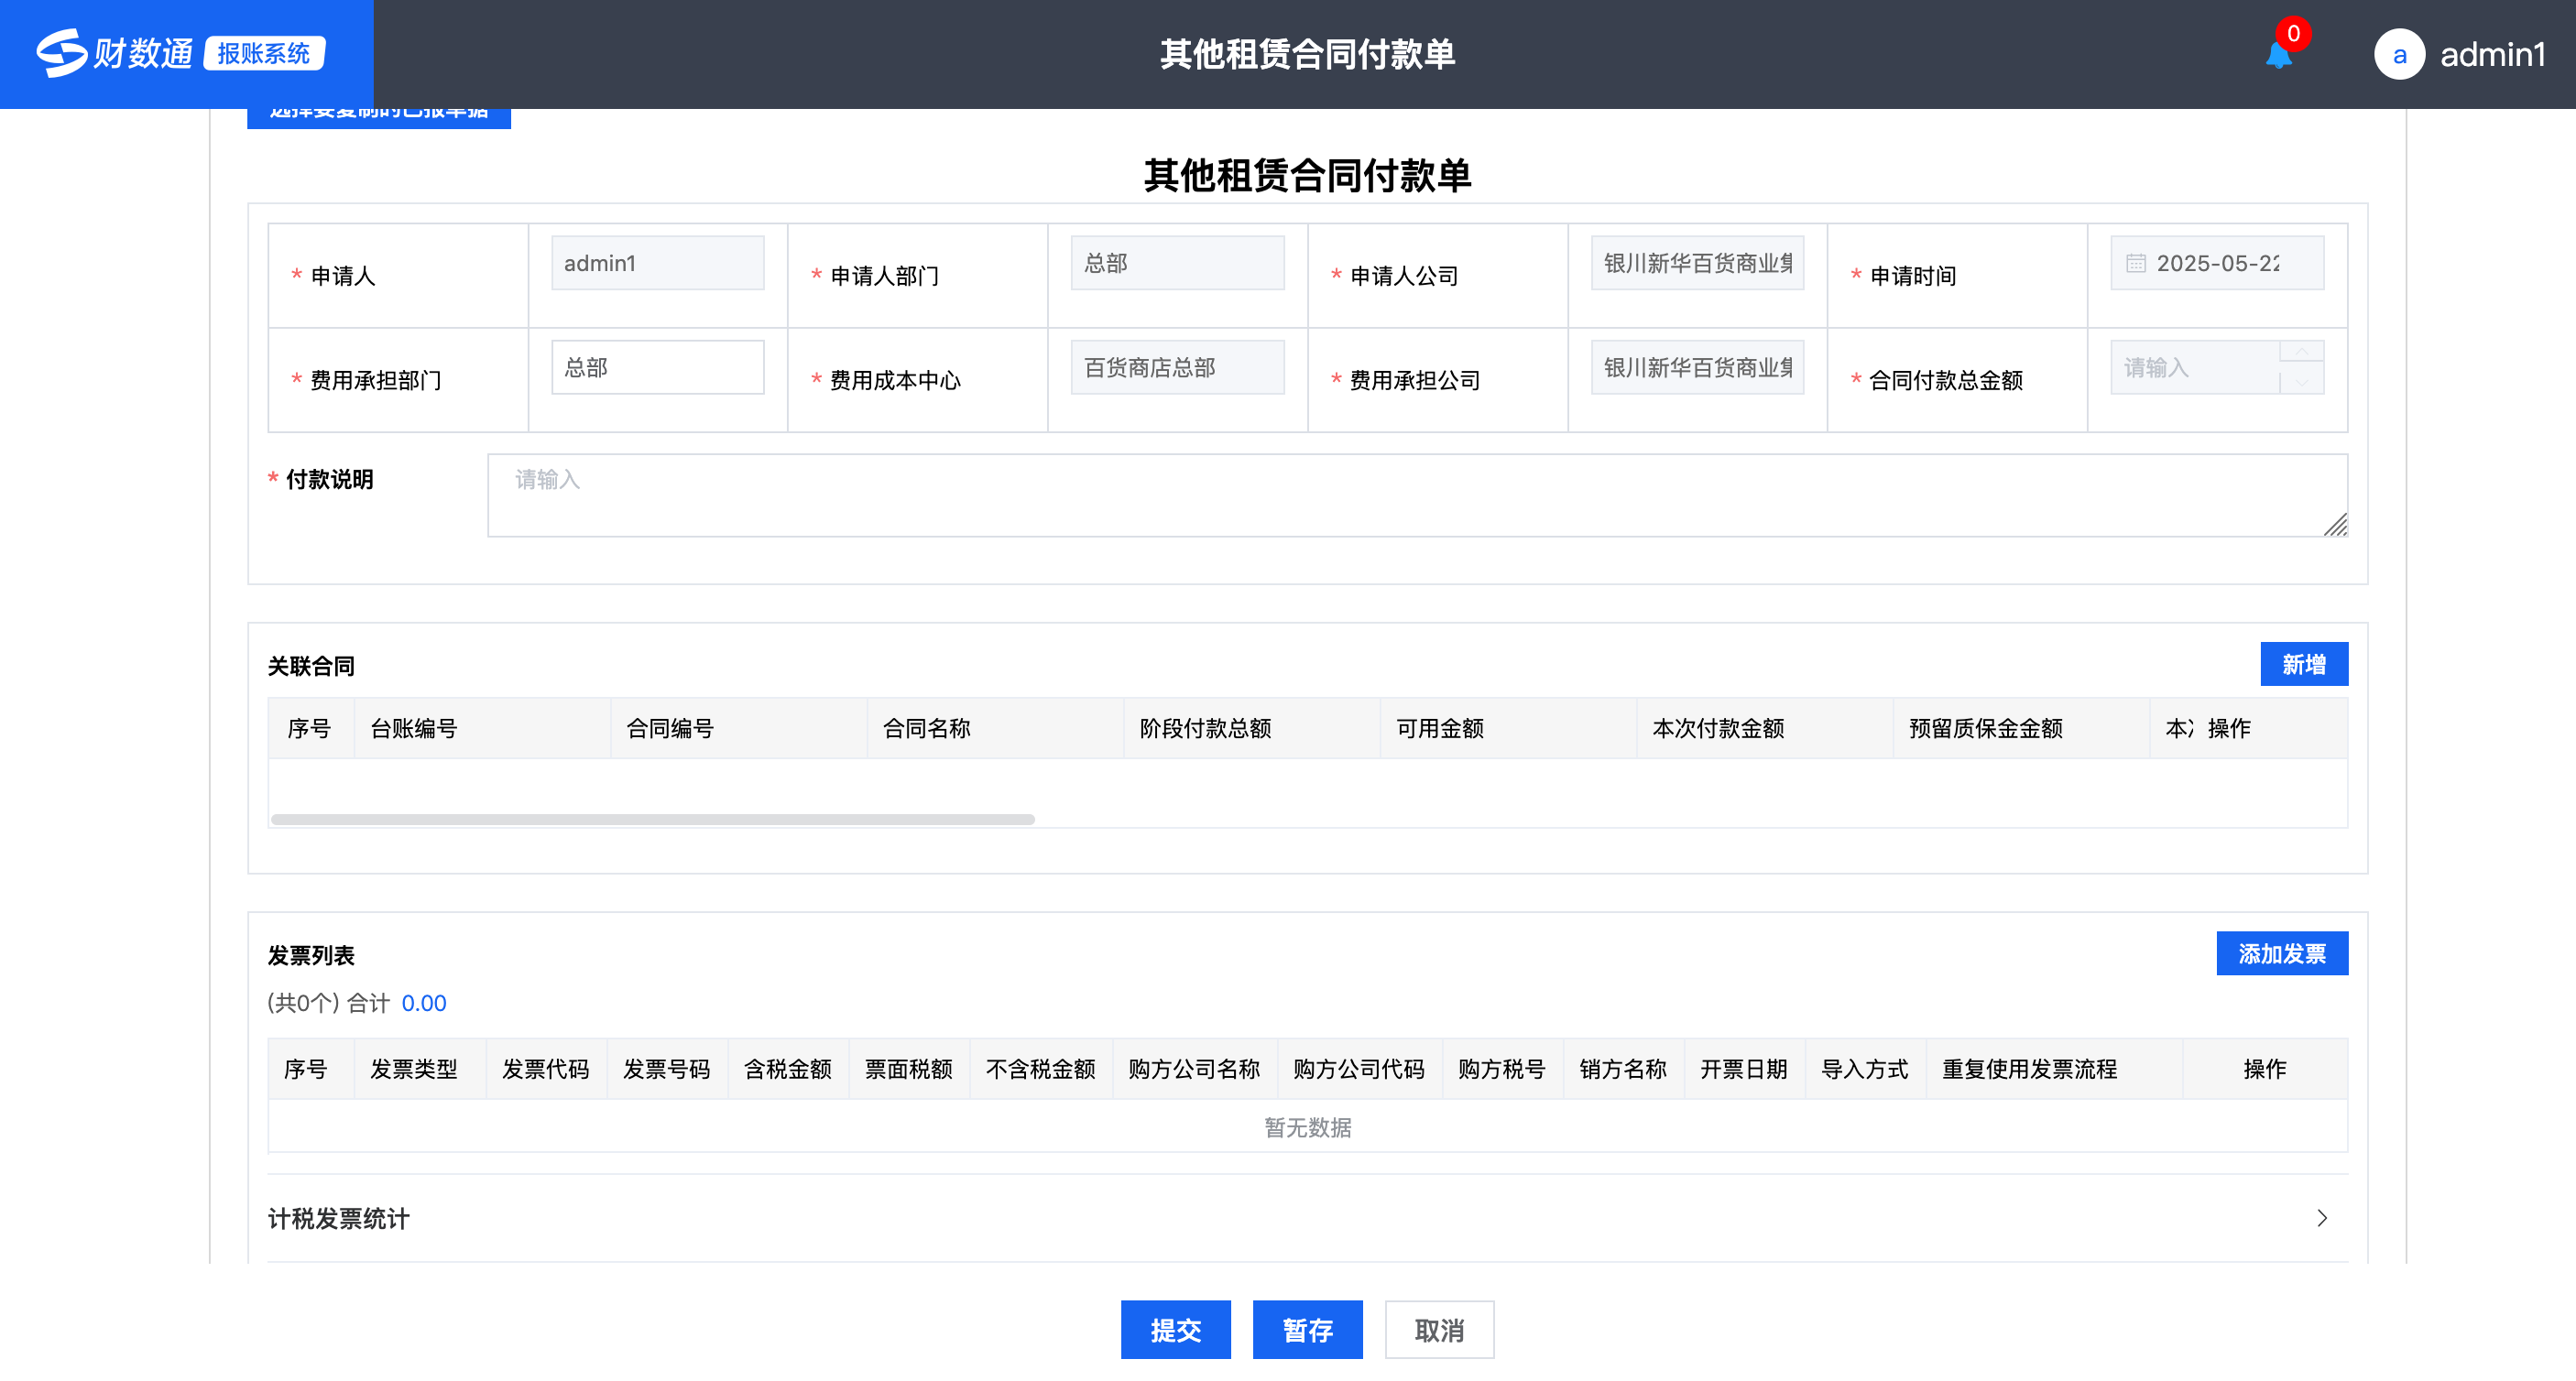 财数通 报账系统
其他租赁合同付款单
0
a admin1
选择要复制的已报单据
其他租赁合同付款单
* 申请人 admin1 * 申请人部门 总部 * 申请人公司 银川新华百货商业集 * 申请时间 2025-05-22
* 费用承担部门 总部 * 费用成本中心 百货商店总部 * 费用承担公司 银川新华百货商业集 * 合同付款总金额 请输入
* 付款说明 请输入
关联合同 新增
序号 台账编号 合同编号 合同名称 阶段付款总额 可用金额 本次付款金额 预留质保金金额 本 操作
发票列表 添加发票
(共0个) 合计 0.00
序号 发票类型 发票代码 发票号码 含税金额 票面税额 不含税金额 购方公司名称 购方公司代码 购方税号 销方名称 开票日期 导入方式 重复使用发票流程 操作
暂无数据
计税发票统计
提交 暂存 取消